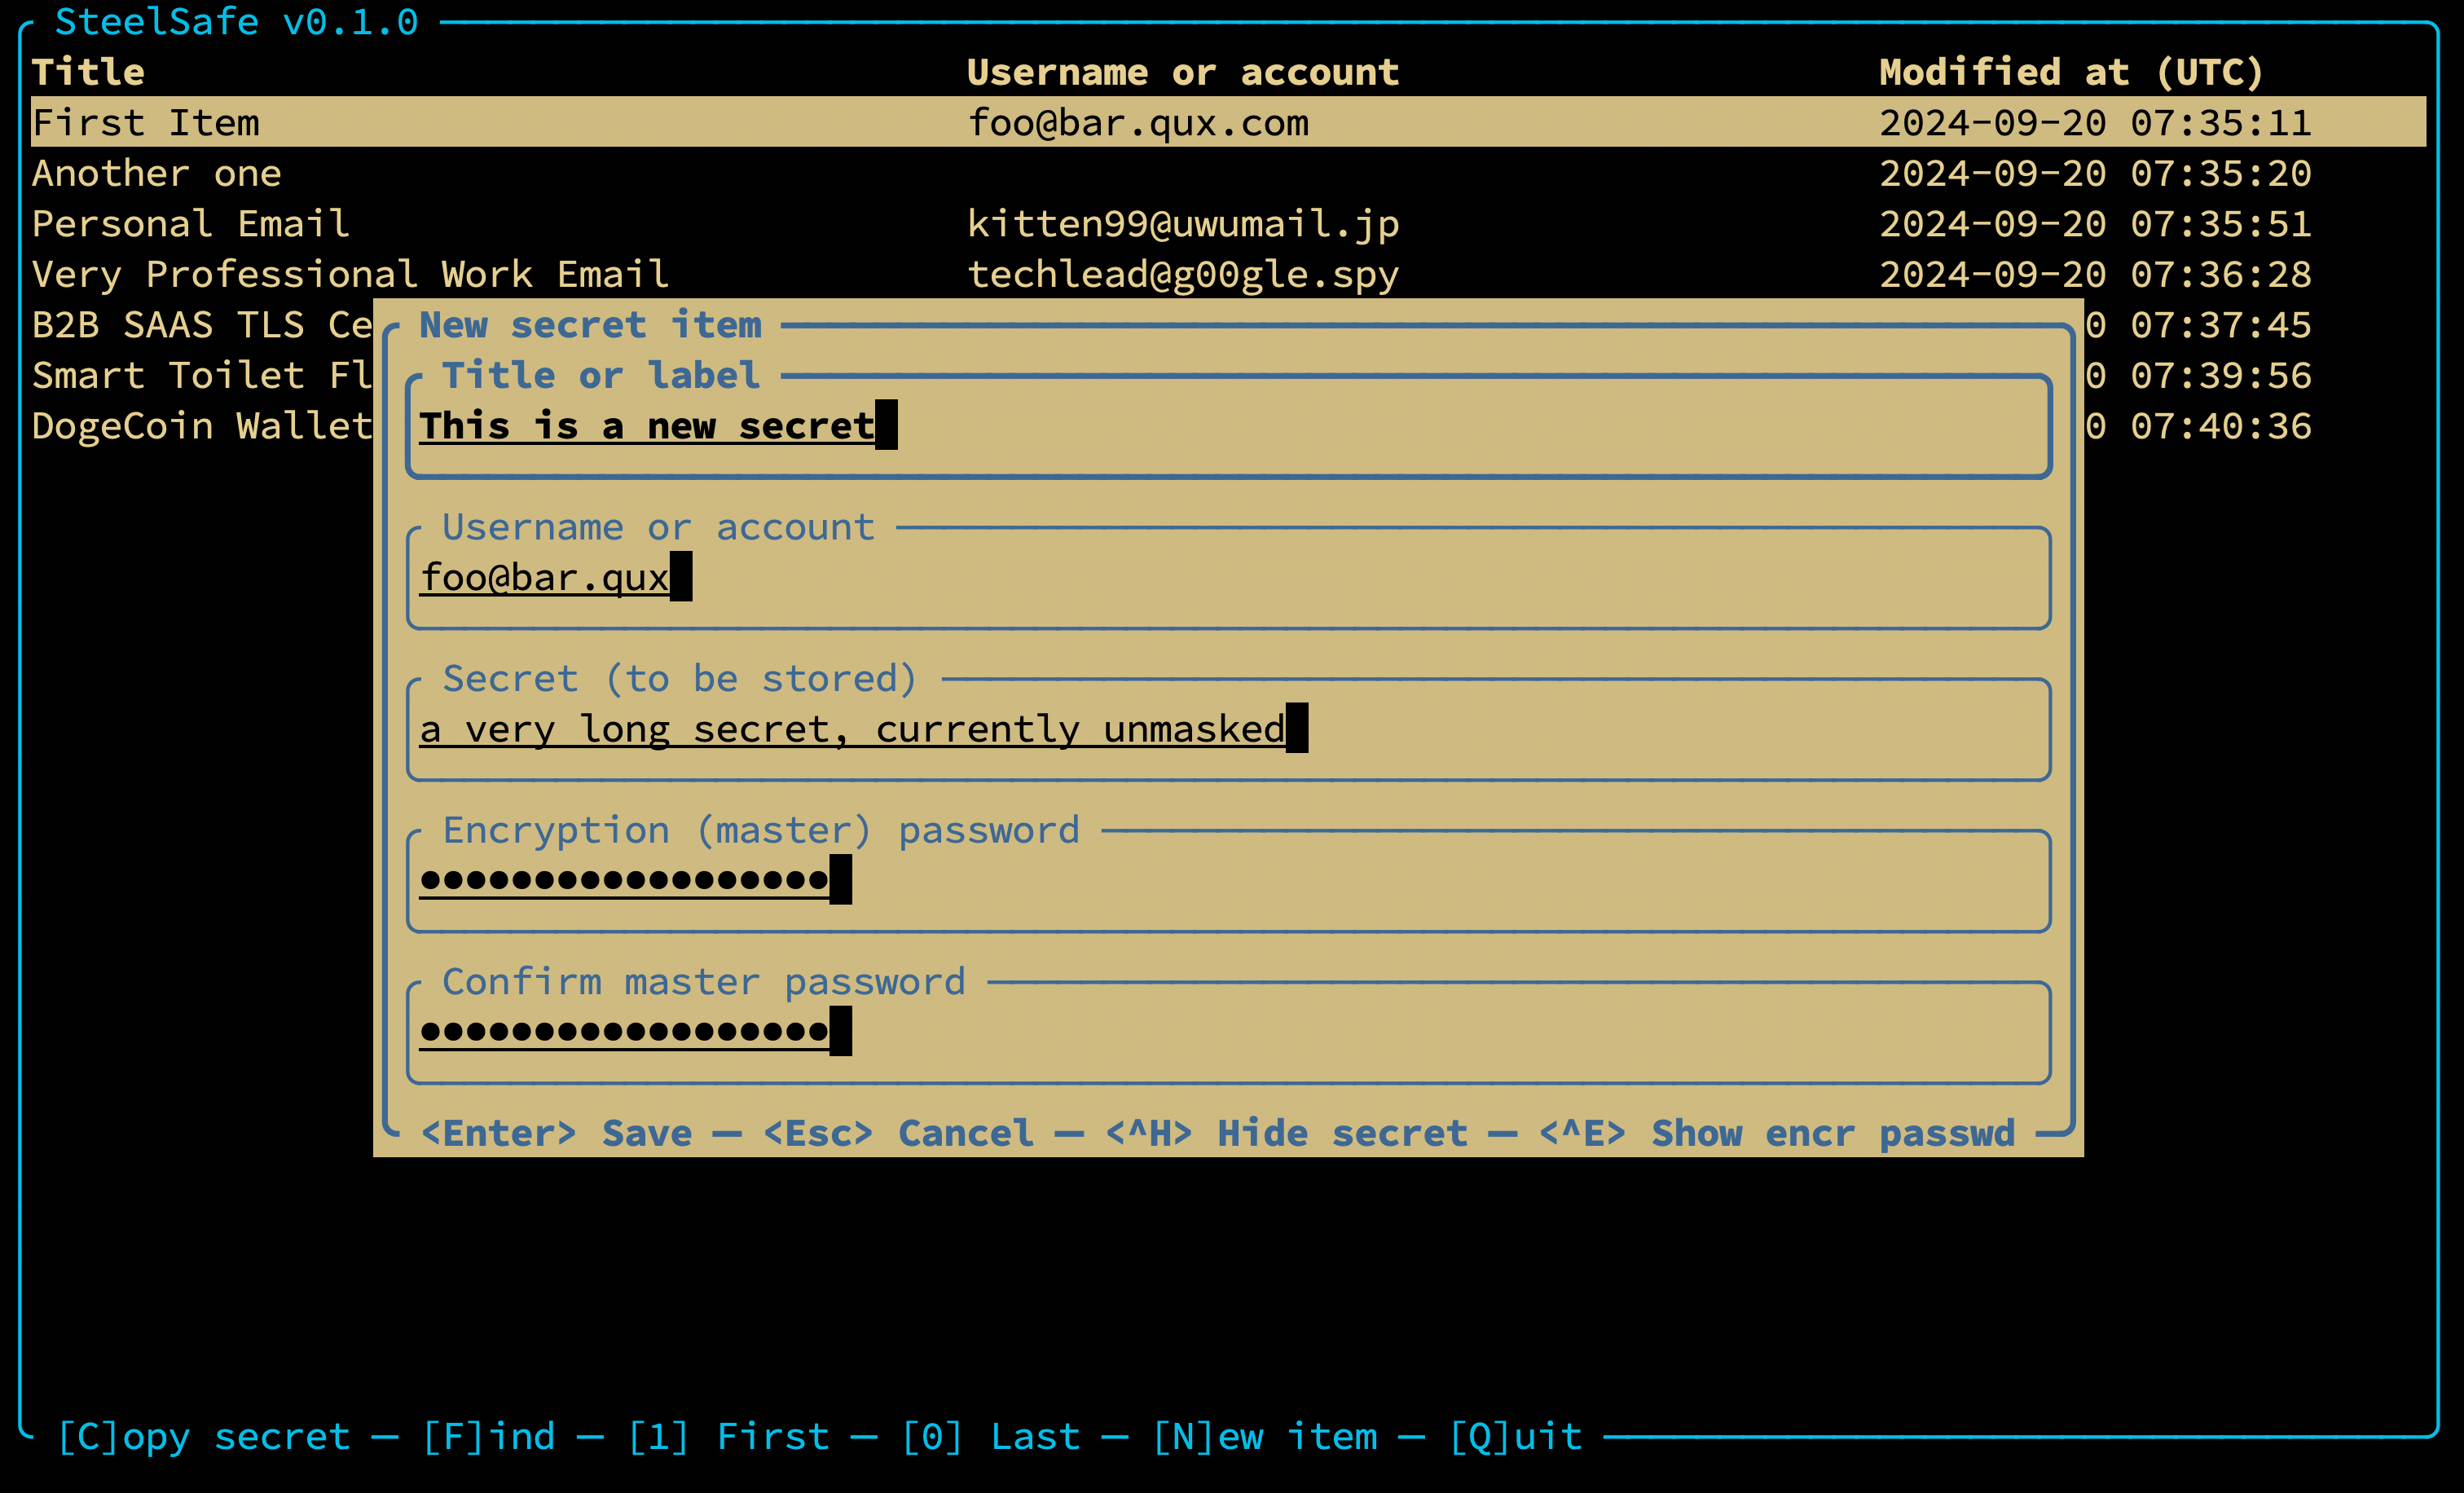 SteelSafe v0.1.0
Title Username or account Modified at (UTC)
First Item foo@bar.qux.com 2024-09-20 07:35:11
Another one 2024-09-20 07:35:20
Personal Email kitten99@uwumail.jp 2024-09-20 07:35:51
Very Professional Work Email techlead@g00gle.spy 2024-09-20 07:36:28
B2B SAAS TLS Ce 0 07:37:45
Smart Toilet Fl 0 07:39:56
DogeCoin Wallet 0 07:40:36
New secret item
Title or label
This is a new secret
Username or account
foo@bar.qux
Secret (to be stored)
a very long secret, currently unmasked
Encryption (master) password
●●●●●●●●●●●●●●●●●●
Confirm master password
●●●●●●●●●●●●●●●●●●
<Enter> Save — <Esc> Cancel — <^H> Hide secret — <^E> Show encr passwd
[C]opy secret — [F]ind — [1] First — [0] Last — [N]ew item — [Q]uit